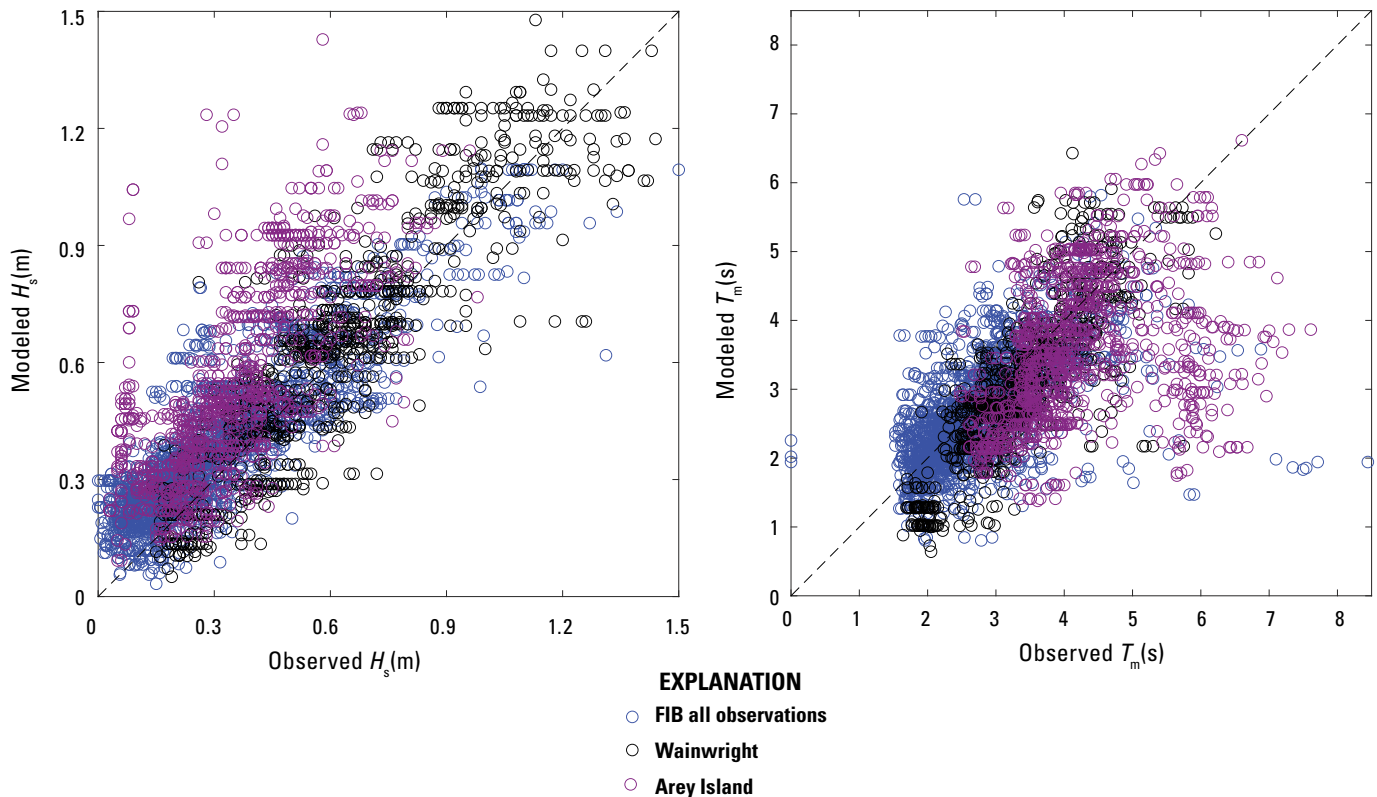 1.5
1.2
0.9
0.6
0.3
0
Modeled Hs(m)
0 0.3 0.6 0.9 1.2 1.5
Observed Hs(m)
8
7
6
5
4
3
2
1
0
Modeled Tm(s)
0 1 2 3 4 5 6 7 8
Observed Tm(s)
EXPLANATION
FIB all observations
Wainwright
Arey Island